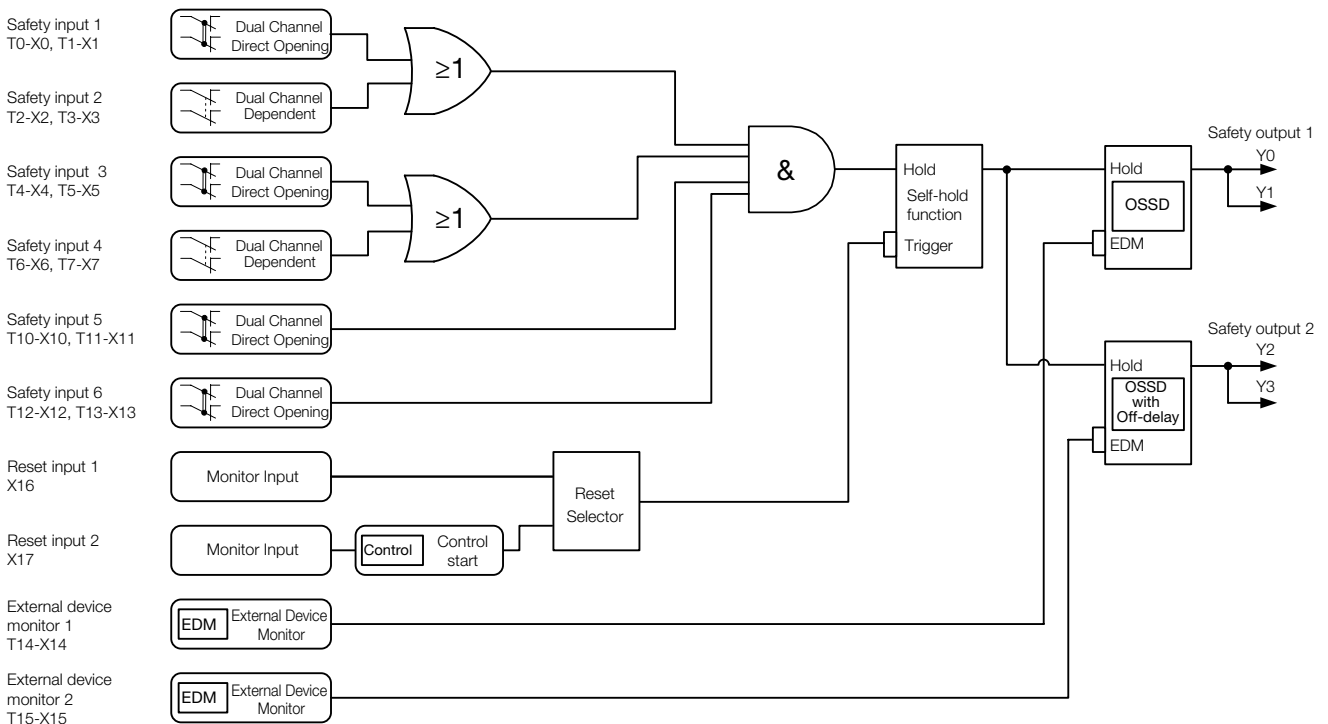 Safety input 1
T0-X0, T1-X1
Dual Channel
Direct Opening
≥1
Safety input 2
T2-X2, T3-X3
Dual Channel
Dependent
Safety input 3
T4-X4, T5-X5
Dual Channel
Direct Opening
≥1
Safety input 4
T6-X6, T7-X7
Dual Channel
Dependent
Safety input 5
T10-X10, T11-X11
Dual Channel
Direct Opening
Safety input 6
T12-X12, T13-X13
Dual Channel
Direct Opening
&
Hold
Self-hold
function
Trigger
Hold
OSSD
EDM
Safety output 1
Y0
Y1
Hold
OSSD
with
Off-delay
EDM
Safety output 2
Y2
Y3
Reset input 1
X16
Monitor Input
Reset
Selector
Reset input 2
X17
Monitor Input
Control
Control
start
External device
monitor 1
T14-X14
EDM
External Device
Monitor
External device
monitor 2
T15-X15
EDM
External Device
Monitor